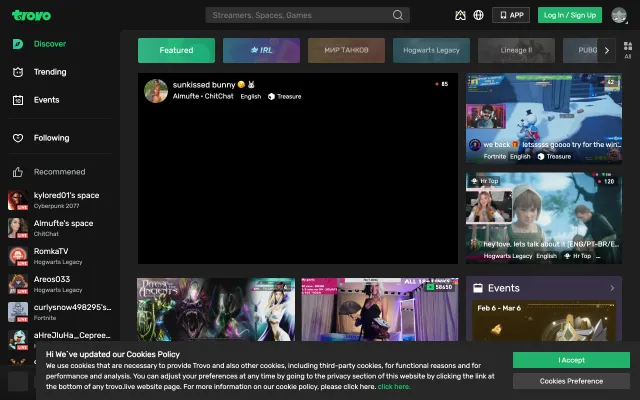 trovo
Streamers, Spaces, Games
APP
Log In / Sign Up
Discover
Trending
Events
Following
Recommened
kylored01's space
Cyberpunk 2077
LIVE
Almufte's space
ChitChat
LIVE
RomkaTV
Hogwarts Legacy
LIVE
Areos033
Hogwarts Legacy
LIVE
curlysnow498295's...
Fortnite
LIVE
aHReJIuHa_Cepree...
Featured
IRL
МИР ТАНКОВ
Hogwarts Legacy
Lineage II
PUBG
All
sunkissed bunny
85
Almufte • ChitChat English Treasure
42
we back letsssss goooo try for the win...
Fortnite English Treasure
Hr Top
120
hey love, lets talk about it [ENG/PT-BR/E...
Hogwarts Legacy English Hr Top ...
Events
Feb 6 - Mar 6
Hi We've updated our Cookies Policy
We use cookies that are necessary to provide Trovo and also other cookies, including third-party cookies, for functional reasons and for
performance and analysis. You can adjust your preferences at any time by going to the privacy section of this website by clicking the link at
the bottom of any trovo.live website page. For more information on our cookie policy, please click here. click here.
I Accept
Cookies Preference